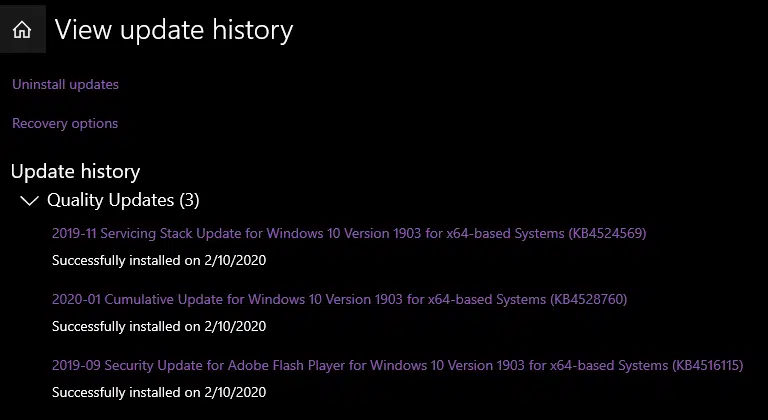 View update history
Uninstall updates
Recovery options
Update history
Quality Updates (3)
2019-11 Servicing Stack Update for Windows 10 Version 1903 for x64-based Systems (KB4524569)
Successfully installed on 2/10/2020
2020-01 Cumulative Update for Windows 10 Version 1903 for x64-based Systems (KB4528760)
Successfully installed on 2/10/2020
2019-09 Security Update for Adobe Flash Player for Windows 10 Version 1903 for x64-based Systems (KB4516115)
Successfully installed on 2/10/2020